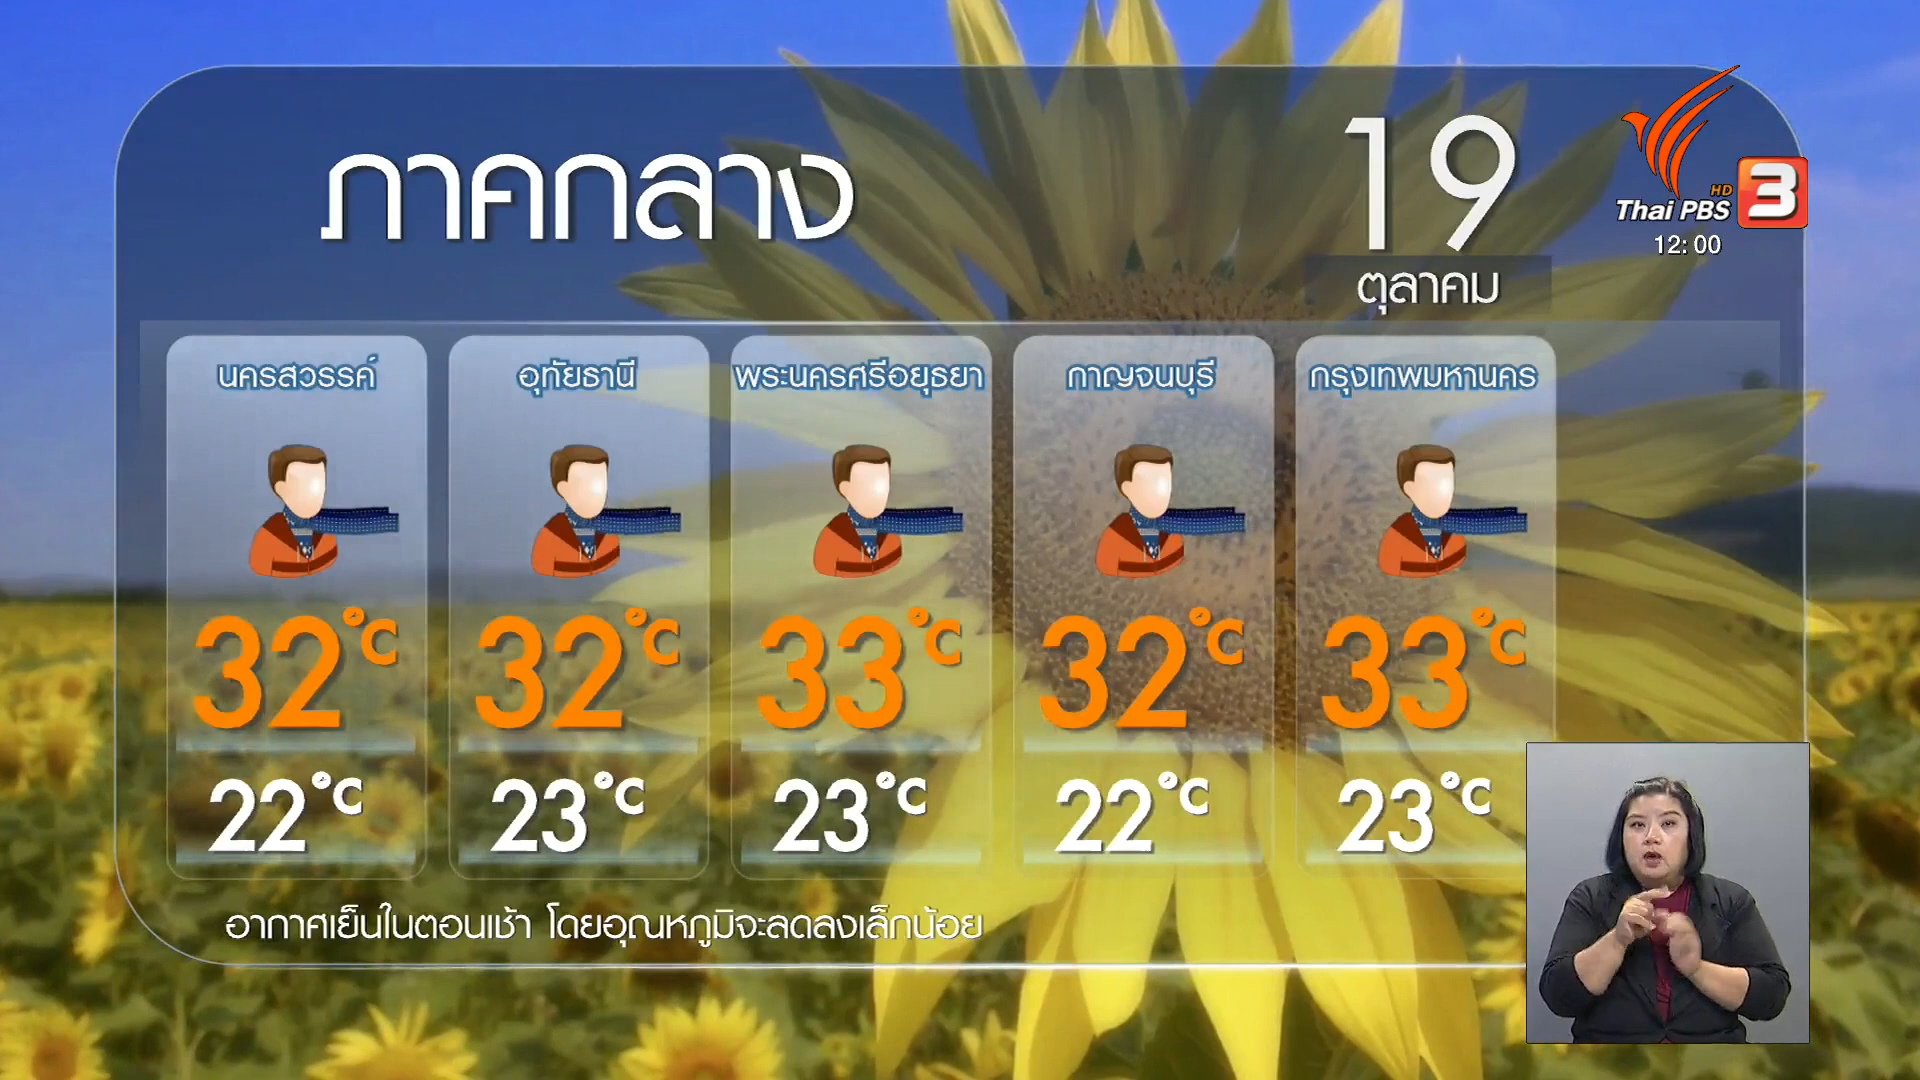 ภาคกลาง
19
ตุลาคม
HD
Thai PBS 3
12:00
นครสวรรค์ อุทัยธานี พระนครศรีอยุธยา กาญจนบุรี กรุงเทพมหานคร
32°C 32°C 33°C 32°C 33°C
22°C 23°C 23°C 22°C 23°C
อากาศเย็นในตอนเช้า โดยอุณหภูมิจะลดลงเล็กน้อย